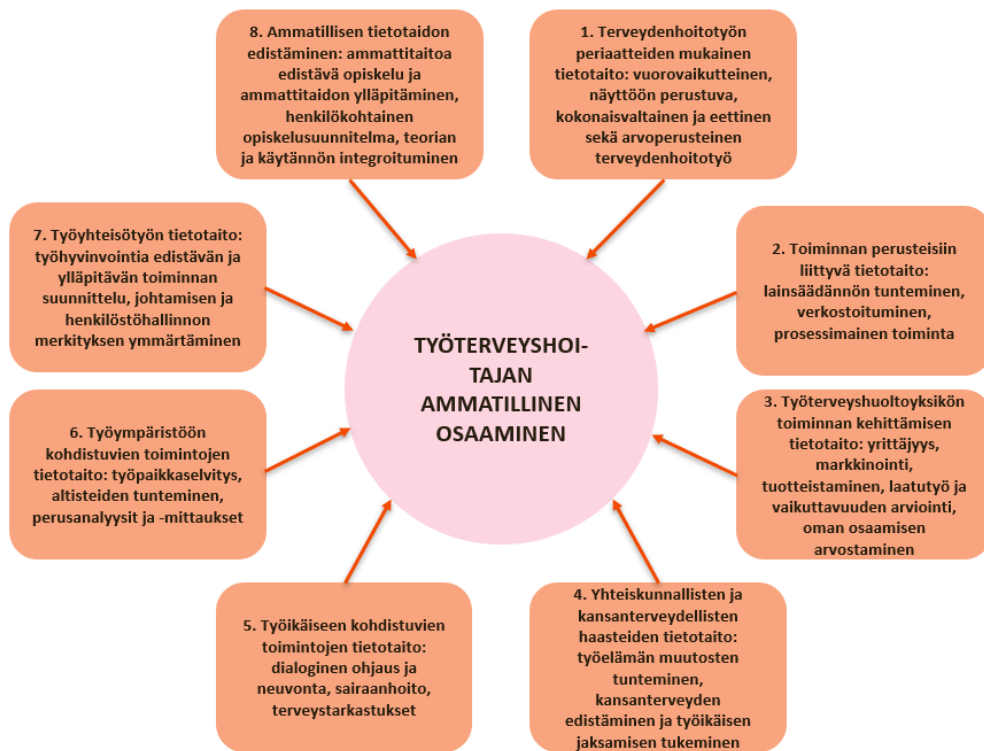 8. Ammatillisen tietotaidon
edistäminen: ammattitaitoa
edistävä opiskelu ja
ammattitaidon ylläpitäminen,
henkilökohtainen
opiskelusuunnitelma, teorian
ja käytännön integroituminen
1. Terveydenhoitotyön
periaatteiden mukainen
tietotaito: vuorovaikutteinen,
näyttöön perustuva,
kokonaisvaltainen ja eettinen
sekä arvoperusteinen
terveydenhoitotyö
7. Työyhteisötyön tietotaito:
työhyvinvointia edistävän ja
ylläpitävän toiminnan
suunnittelu, johtamisen ja
henkilöstöhallinnon
merkityksen ymmärtäminen
2. Toiminnan perusteisiin
liittyvä tietotaito:
lainsäädännön tunteminen,
verkostoituminen,
prosessimainen toiminta
TYÖTERVEYSHOI-
TAJAN
AMMATILLINEN
OSAAMINEN
6. Työympäristöön
kohdistuvien toimintojen
tietotaito: työpaikkaselvitys,
altisteiden tunteminen,
perusanalyysit ja -mittaukset
3. Työterveyshuoltoyksikön
toiminnan kehittämisen
tietotaito: yrittäjyys,
markkinointi,
tuotteistaminen, laatutyö ja
vaikuttavuuden arviointi,
oman osaamisen
arvostaminen
5. Työikäiseen kohdistuvien
toimintojen tietotaito:
dialoginen ohjaus ja
neuvonta, sairaanhoito,
terveystarkastukset
4. Yhteiskunnallisten ja
kansanterveydellisten
haasteiden tietotaito:
työelämän muutosten
tunteminen,
kansanterveyden
edistäminen ja työikäisen
jaksamisen tukeminen